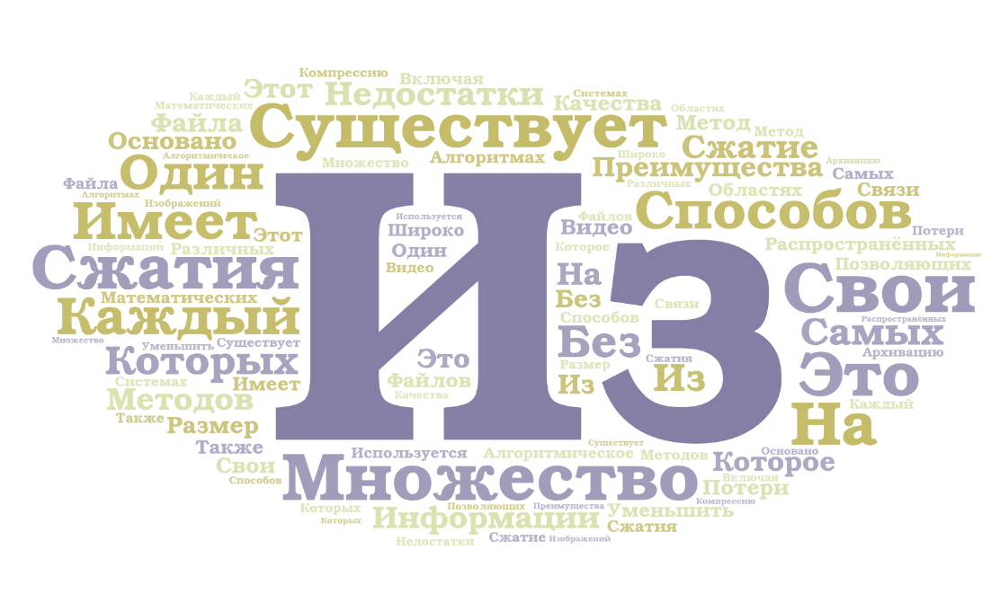 Компрессию
Включая
Этот
Недостатки
Системах
Каждый
Качества
Математических
Областях
Существует
Файла
Метод
Метод
Основано
Сжатие
Алгоритмическое
Множество
Алгоритмах
Широко
Преимущества
Архивацию
Один
Самых
Файла
Различных
Областях
Связи
Алгоритмах
Изображений
Способов
Имеет
Используется
Файлов
Из
Широко
Видео
Этот
Потери
Информации
Различных
Один
Которое
Распространённых
Информации
Сжатия
Видео
На
Позволяющих
Свои
Математических
Без
Связи
Каждый
Способов
Распространённых
Множество
Уменьшить
Существует
Без
Самых
Которых
Это
Сжатия
Архивацию
Размер
Из
Это
Системах
Имеет
Файлов
Из
Качества
Методов
Каждый
Также
Размер
На
Также
Используется
Существует
Алгоритмическое
Методов
Основано
Которое
Свои
Множество
Способов
Включая
Потери
Которых
Позволяющих
Преимущества
Компрессию
Уменьшить
Которых
Информации
Сжатия
Недостатки
Сжатие
Изображений